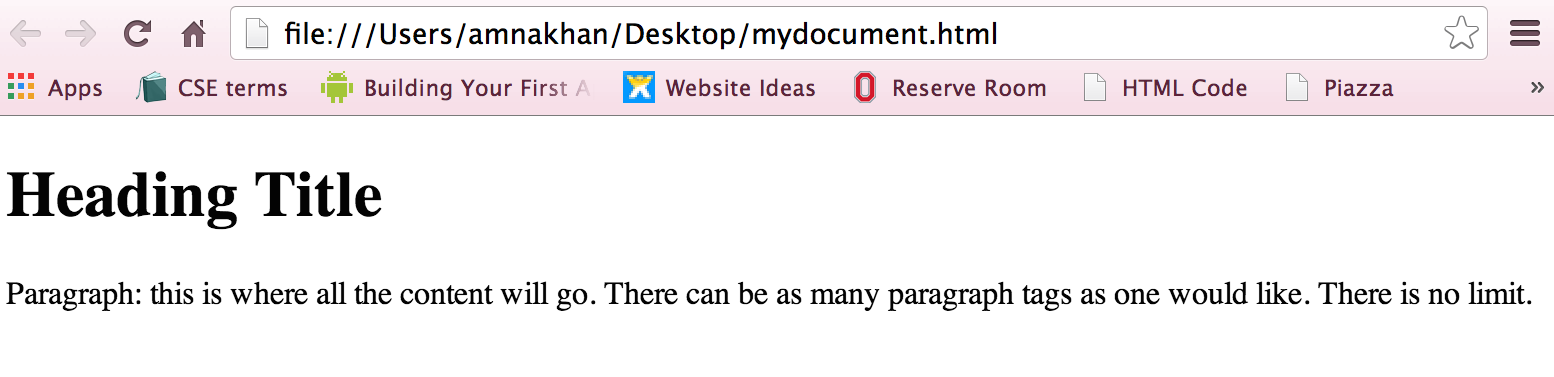 file:///Users/amnakhan/Desktop/mydocument.html
Apps CSE terms Building Your First A Website Ideas Reserve Room HTML Code Piazza »
Heading Title
Paragraph: this is where all the content will go. There can be as many paragraph tags as one would like. There is no limit.